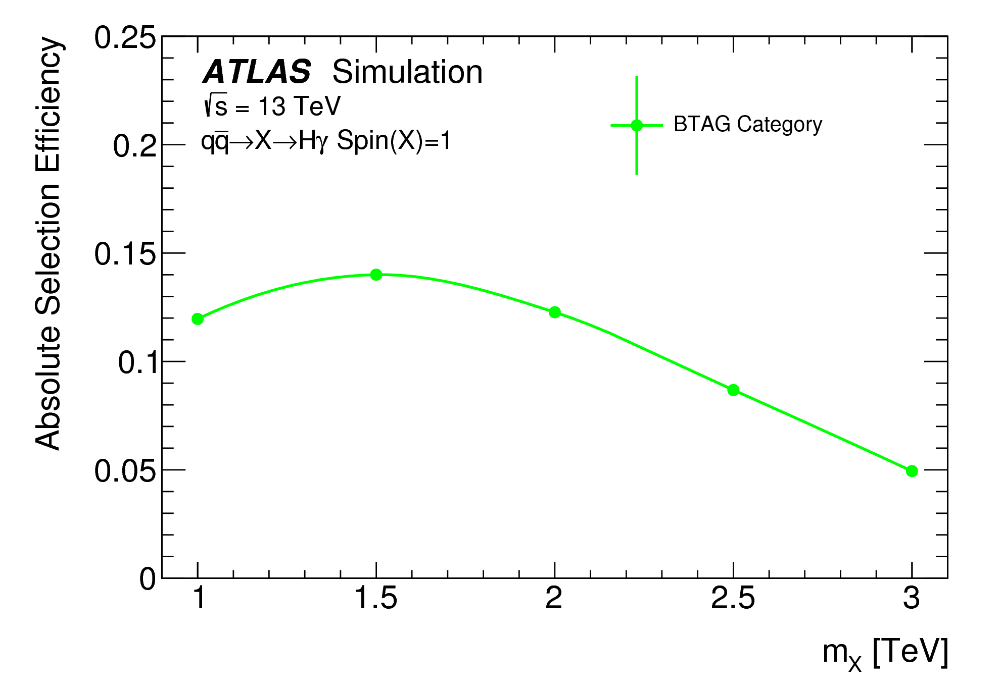 0.25
0.2
0.15
0.1
0.05
0
Absolute Selection Efficiency
ATLAS Simulation
√s = 13 TeV
qq̅→X→Hγ Spin(X)=1
BTAG Category
1 1.5 2 2.5 3
m_X [TeV]